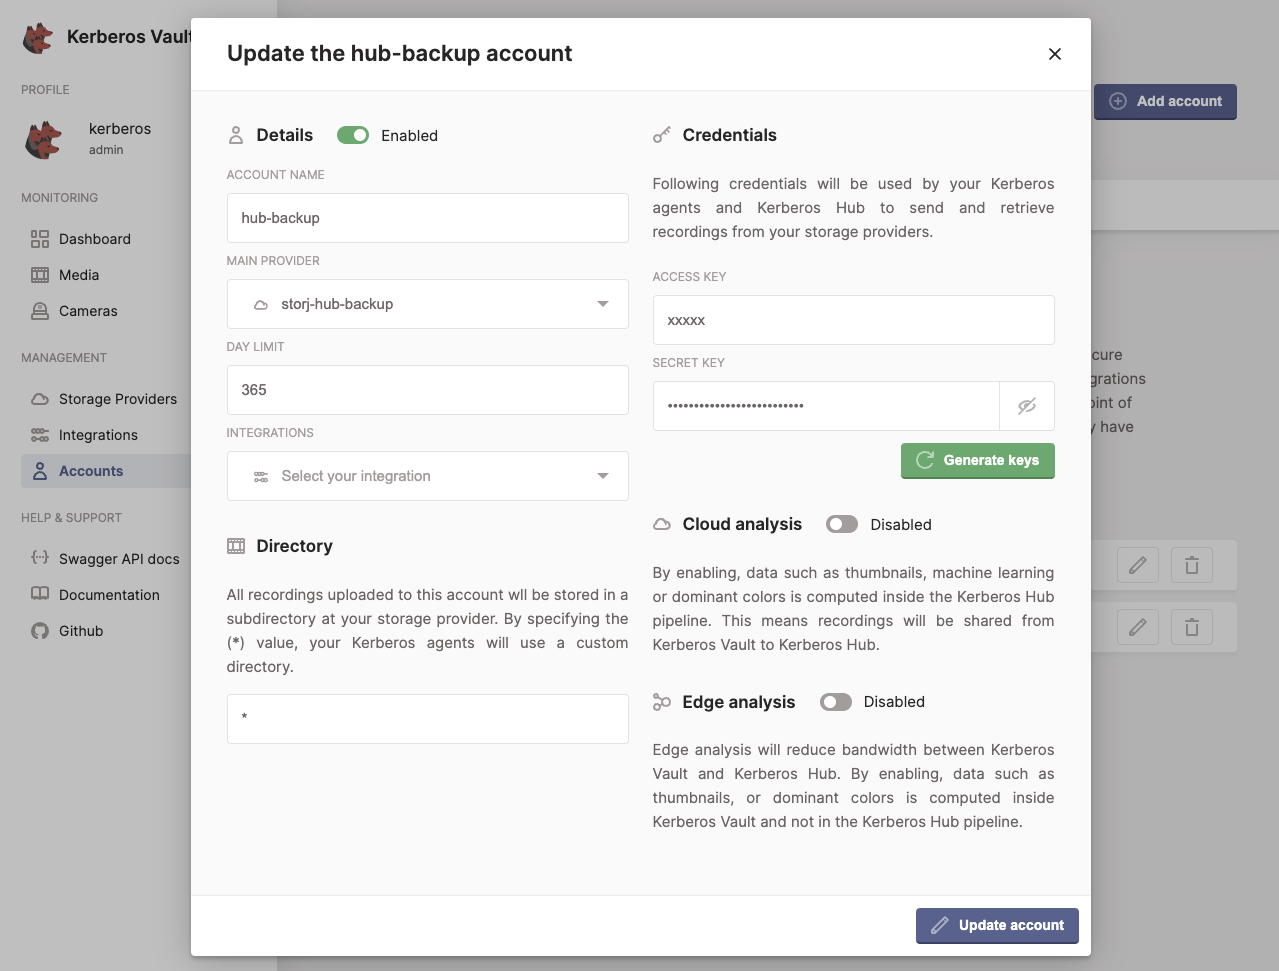 Kerberos Vault
PROFILE
kerberos
admin
MONITORING
Dashboard
Media
Cameras
MANAGEMENT
Storage Providers
Integrations
Accounts
HELP & SUPPORT
Swagger API docs
Documentation
Github
Update the hub-backup account
Details
Enabled
ACCOUNT NAME
hub-backup
MAIN PROVIDER
storj-hub-backup
DAY LIMIT
365
INTEGRATIONS
Select your integration
Directory
All recordings uploaded to this account wll be stored in a
subdirectory at your storage provider. By specifying the
(*) value, your Kerberos agents will use a custom
directory.
*
Credentials
Following credentials will be used by your Kerberos
agents and Kerberos Hub to send and retrieve
recordings from your storage providers.
ACCESS KEY
xxxxx
SECRET KEY
••••••••••••••••••••••••••
Generate keys
Cloud analysis
Disabled
By enabling, data such as thumbnails, machine learning
or dominant colors is computed inside the Kerberos Hub
pipeline. This means recordings will be shared from
Kerberos Vault to Kerberos Hub.
Edge analysis
Disabled
Edge analysis will reduce bandwidth between Kerberos
Vault and Kerberos Hub. By enabling, data such as
thumbnails, or dominant colors is computed inside
Kerberos Vault and not in the Kerberos Hub pipeline.
Update account
Add account
of
have